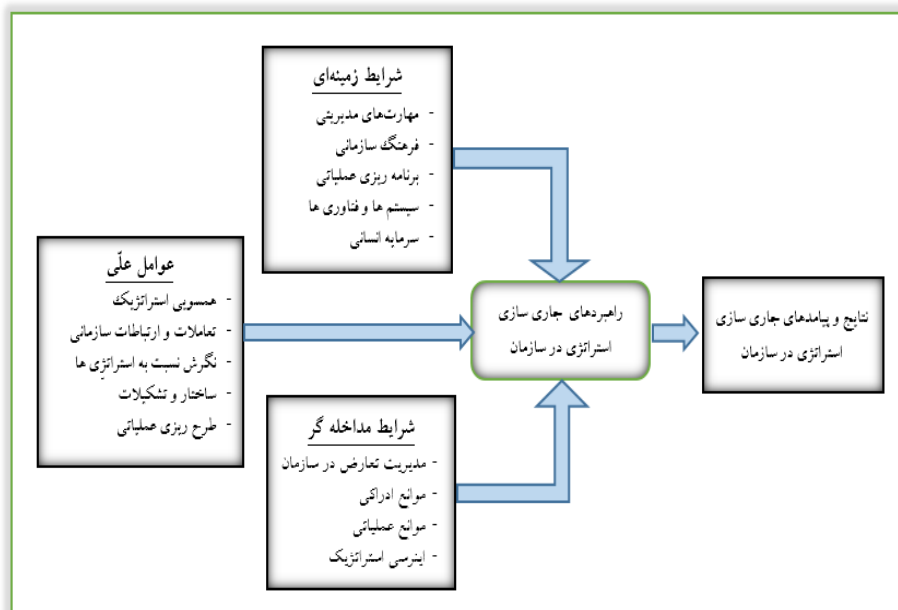 شرایط زمینه‌ای
- مهارت‌های مدیریتی
- فرهنگ سازمانی
- برنامه ریزی عملیاتی
- سیستم ها و فتاوری ها
- سرمایه انسانی
عوامل علّی
- همسویی استراتژیک
- تعاملات و ارتباطات سازمانی
- نگرش نسبت به استراتژِی ها
- ساختار و تشکیلات
- طرح ریزی عملیاتی
شرایط مداخله گر
- مدیریت تعارض در سازمان
- موانع ادراکی
- موانع عملیاتی
- اینرسی استراتژیک
راهبردهای جاری سازی
استراتژی در سازمان
نتایج و پیامدهای جاری سازی
استراتژی در سازمان